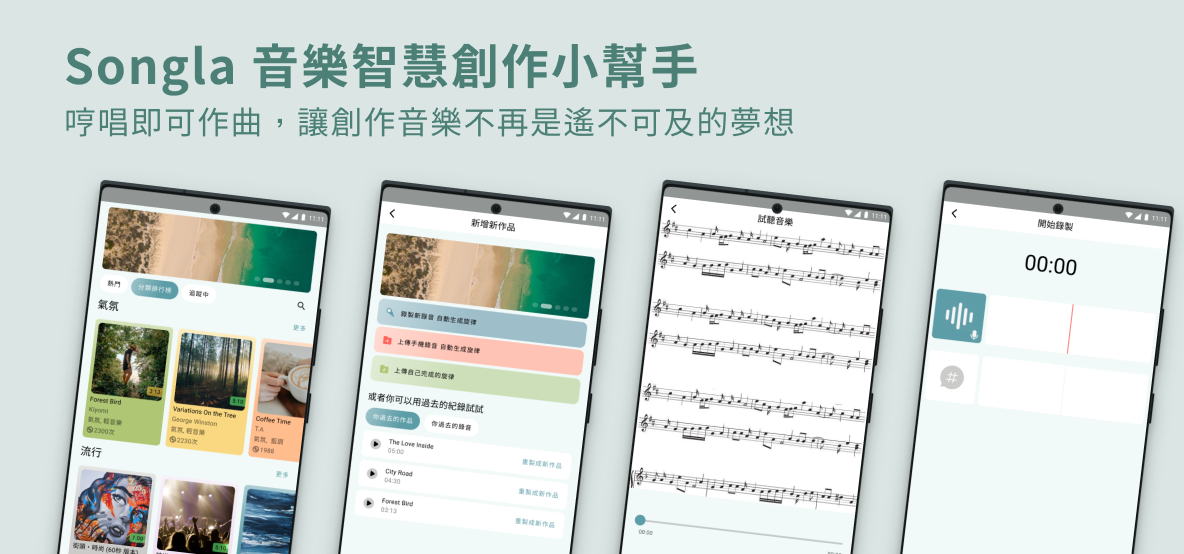 Songla 音樂智慧創作小幫手
哼唱即可作曲，讓創作音樂不再是遙不可及的夢想
11:11
熱門 分類排行榜 追蹤中
氣氛
更多
3:13
5:10
Forest Bird
Kiyomi
氣氛, 輕音樂
2300次
Variations On the Tree
George Winston
氣氛, 輕音樂
2230次
Coffee Time
T.A
氣氛, 藍調
1988
流行
更多
1:00
5:10
街頭・時尚 (60秒 版本)
11:11
新增新作品
錄製新錄音 自動生成旋律
上傳手機錄音 自動生成旋律
上傳自己完成的旋律
或者你可以用過去的紀錄試試
你過去的作品 你過去的錄音
The Love Inside
05:00
重製成新作品
City Road
04:30
重製成新作品
Forest Bird
03:13
重製成新作品
11:11
試聽音樂
00:00
11:11
開始錄製
00:00
#